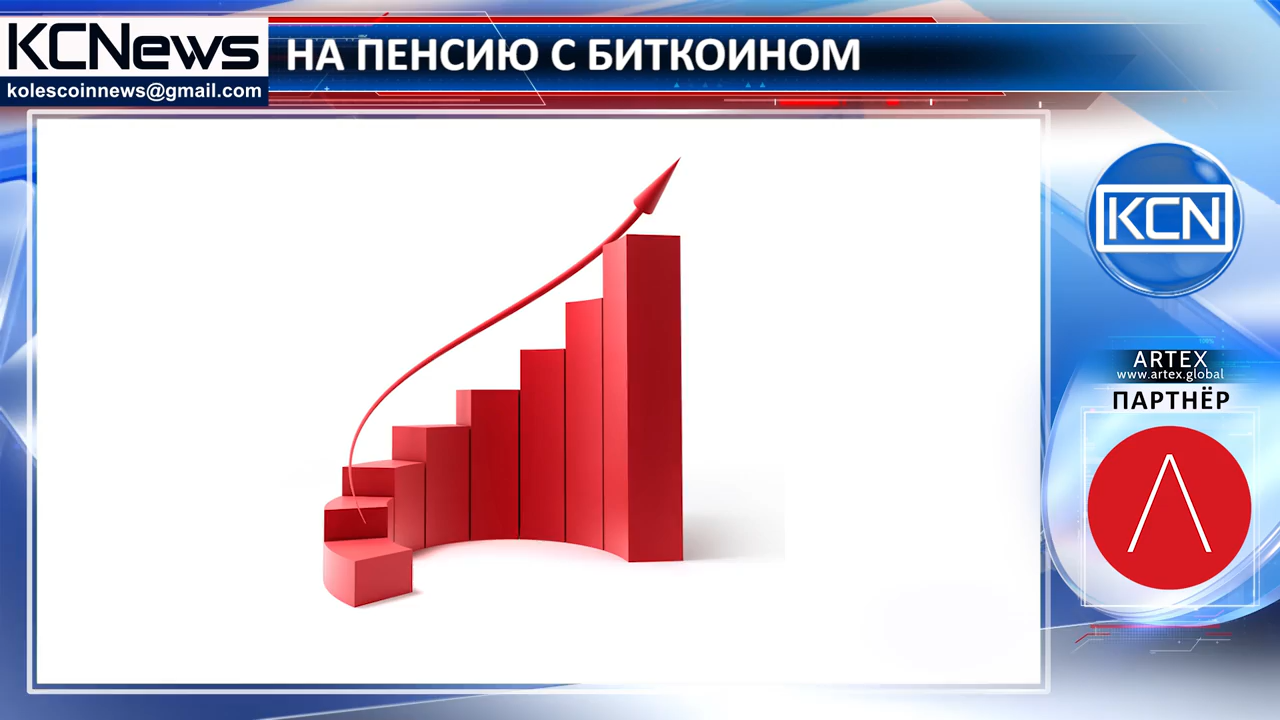 KCNews
kolescoinnews@gmail.com
НА ПЕНСИЮ С БИТКОИНОМ
KCN
ARTEX
www.artex.global
ПАРТНЁР